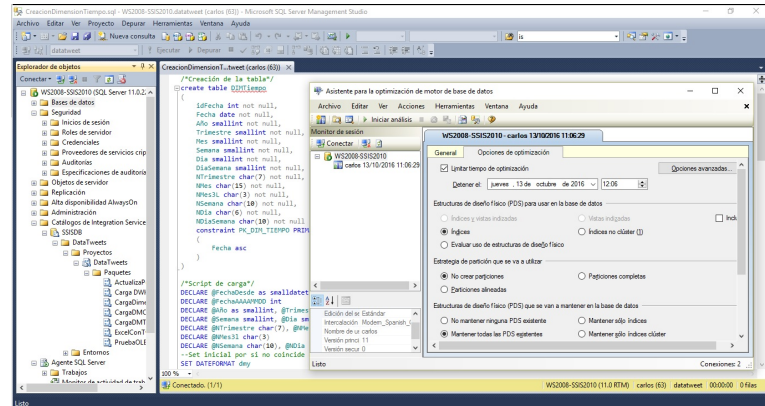 CreacionDimensionTiempo.sql - WS2008-SSIS2010.datatweet (carlos (63)) - Microsoft SQL Server Management Studio
Archivo Editar Ver Proyecto Depurar Herramientas Ventana Ayuda
Nueva consulta
is
datatweet
Ejecutar
Depurar
Explorador de objetos
Conectar
WS2008-SSIS2010 (SQL Server 11.0.2
Bases de datos
Seguridad
Inicios de sesión
Roles de servidor
Credenciales
Proveedores de servicios crip
Auditorías
Especificaciones de auditoría
Objetos de servidor
Replicación
Alta disponibilidad AlwaysOn
Administración
Catálogos de Integration Service
SSISDB
DataTweets
Proyectos
DataTweets
Paquetes
ActualizaP
Carga DWI
CargaDime
CargaDMC
CargaDMT
ExcelConT
PruebaOLE
Entornos
Agente SQL Server
Trabajos
Monitor de actividad de trab
CreacionDimensionT...tweet (carlos (63))
/*Creación de la tabla*/
create table DIMTiempo
(
idFecha int not null,
Fecha date not null,
Año smallint not null,
Trimestre smallint not null,
Mes smallint not null,
Semana smallint not null,
Dia smallint not null,
DiaSemana smallint not null,
NTrimestre char(7) not null,
NMes char(15) not null,
NMes3L char(3) not null,
NSemana char(10) not null,
NDia char(6) not null,
NDiaSemana char(10) not null
constraint PK_DIM_TIEMPO PRIM
(
Fecha asc
)
)
/*Script de carga*/
DECLARE @FechaDesde as smalldatet
DECLARE @FechaAAAAMMDD int
DECLARE @Año as smallint, @Trimes
DECLARE @Semana smallint, @Dia sm
DECLARE @NTrimestre char(7), @NMe
DECLARE @NMes3l char(3)
DECLARE @NSemana char(10), @NDia
--Set inicial por si no coincide
SET DATEFORMAT dmy
100 %
Conectado. (1/1)
WS2008-SSIS2010 (11.0 RTM) carlos (63) datatweet 00:00:00 0 filas
Listo
Asistente para la optimización de motor de base de datos
Archivo Editar Ver Acciones Herramientas Ventana Ayuda
Iniciar análisis
Monitor de sesión
Conectar
WS2008-SSIS2010
carlos 13/10/2016 11:06:29
Edición del se Estándar
Intercalación Modern_Spanish_
Nombre de ur carlos
Versión princi 11
Versión secur 0
WS2008-SSIS2010 - carlos 13/10/2016 11:06:29
General Opciones de optimización
Limitar tiempo de optimización
Opciones avanzadas...
Detener el: jueves , 13 de octubre de 2016 12:06
Estructuras de diseño físico (PDS) para usar en la base de datos
Índices y vistas indizadas
Vistas indizadas
Inclu
Índices
Índices no clúster (I)
Evaluar uso de estructuras de diseño físico
Estrategia de partición que se va a utilizar
No crear particiones
Particiones completas
Particiones alineadas
Estructuras de diseño físico (PDS) que se van a mantener en la base de datos
No mantener ninguna PDS existente
Mantener sólo índices
Mantener todas las PDS existentes
Mantener sólo índices clúster
Listo
Conexiones: 2